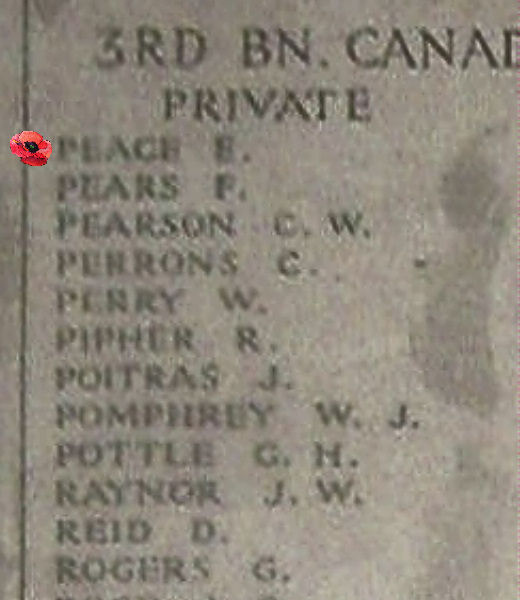 3RD BN. CANAD
PRIVATE
PEACE E.
PEARS F.
PEARSON C. W.
PERRONS C.
PERRY W.
PIPHER R.
POITRAS J.
POMPHREY W. J.
POTTLE G. H.
RAYNOR J. W.
REID D.
ROGERS G.